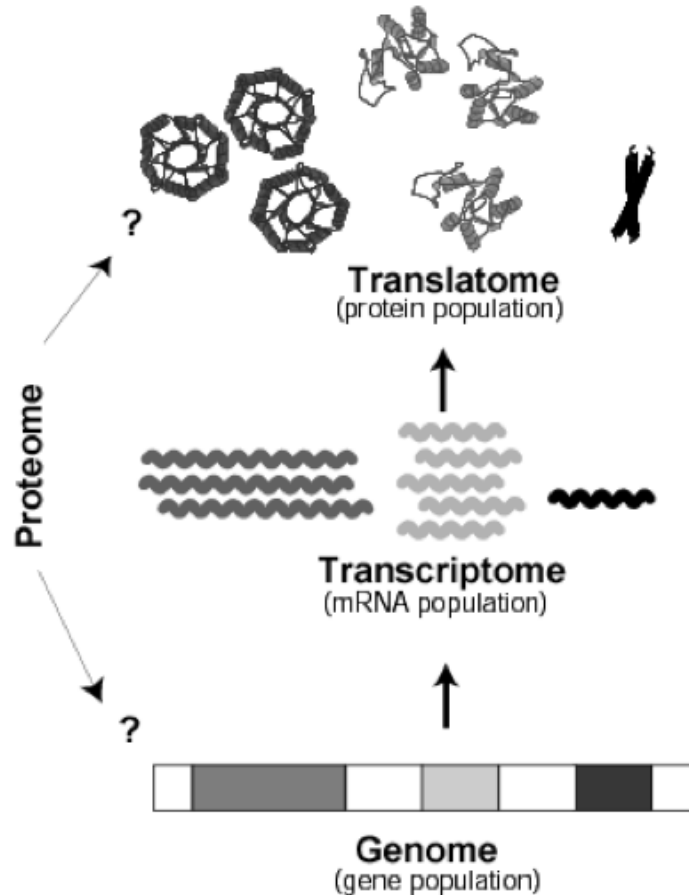 ?
Translatome
(protein population)
Proteome
Transcriptome
(mRNA population)
?
Genome
(gene population)